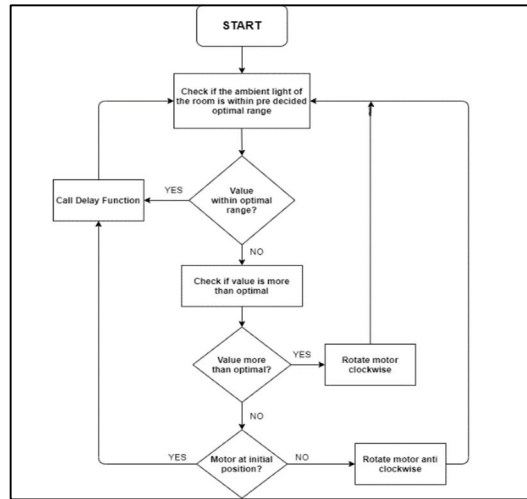 START
Check if the ambient light of
the room is within pre decided
optimal range
Call Delay Function
YES
Value
within optimal
range?
NO
Check if value is more
than optimal
Value more
than optimal?
YES
Rotate motor
clockwise
NO
YES
Motor at initial
position?
NO
Rotate motor anti
clockwise